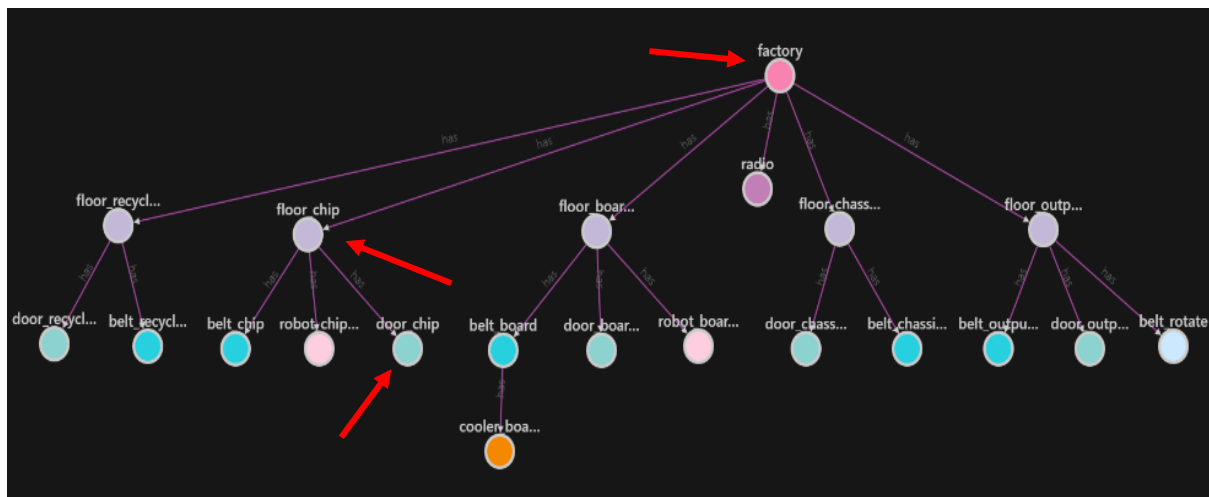 factory
has
has
has
has
has
has
radio
floor_recycl...
floor_chip
floor_boar...
floor_chass...
floor_outp...
has
has
has
has
has
has
has
has
has
has
has
has
has
door_recycl...
belt_recycl...
belt_chip
robot_chip...
door_chip
belt_board
door_boar...
robot_boar...
door_chass...
belt_chassi...
belt_outpu...
door_outp...
belt_rotate
has
cooler_boa...